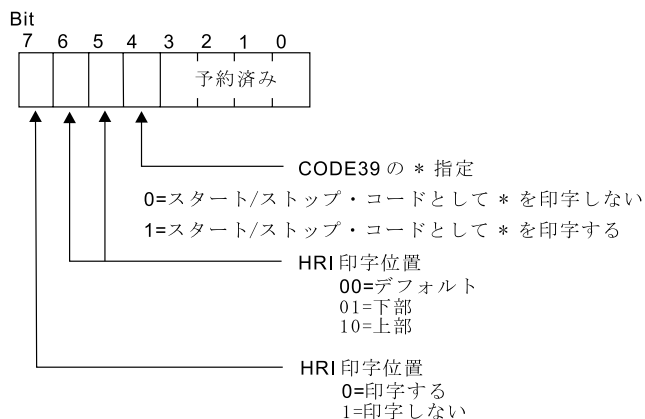 Bit
7 6 5 4 3 2 1 0
予約済み
CODE39 の * 指定
0=スタート/ストップ・コードとして * を印字しない
1=スタート/ストップ・コードとして * を印字する
HRI 印字位置
00=デフォルト
01=下部
10=上部
HRI 印字位置
0=印字する
1=印字しない